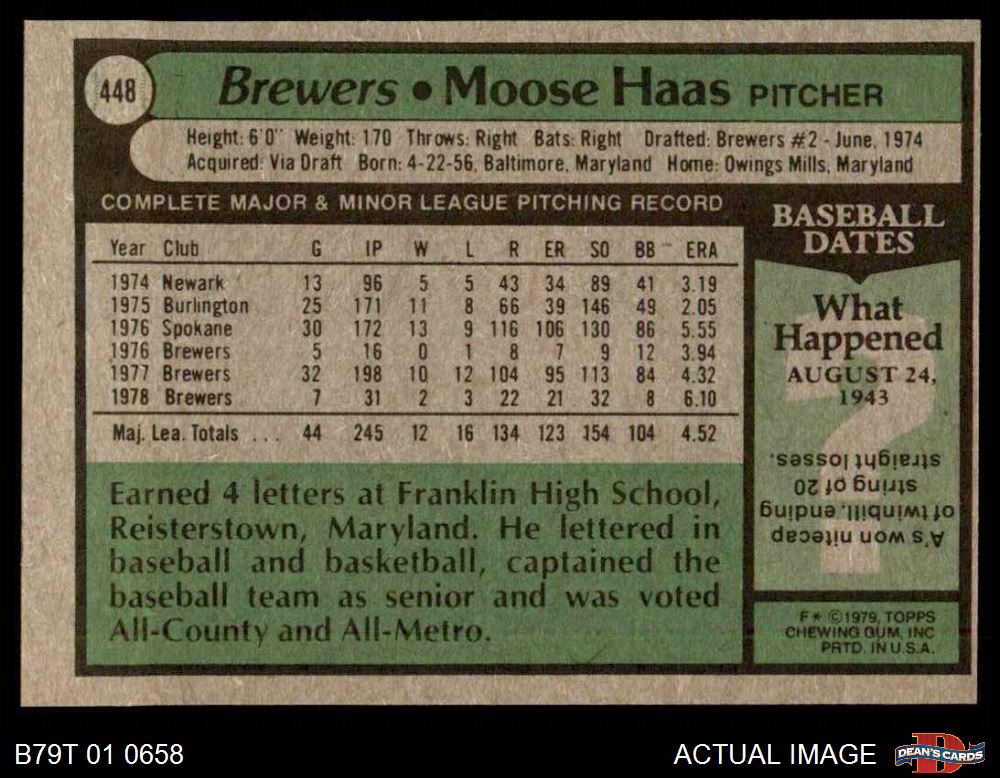 448
Brewers • Moose Haas PITCHER
Height: 6'0" Weight: 170 Throws: Right Bats: Right Drafted: Brewers #2 - June, 1974
Acquired: Via Draft Born: 4-22-56, Baltimore, Maryland Home: Owings Mills, Maryland
COMPLETE MAJOR & MINOR LEAGUE PITCHING RECORD
Year Club G IP W L R ER SO BB ERA
1974 Newark 13 96 5 5 43 34 89 41 3.19
1975 Burlington 25 171 11 8 66 39 146 49 2.05
1976 Spokane 30 172 13 9 116 106 130 86 5.55
1976 Brewers 5 16 0 1 8 7 9 12 3.94
1977 Brewers 32 198 10 12 104 95 113 84 4.32
1978 Brewers 7 31 2 3 22 21 32 8 6.10
Maj. Lea. Totals ... 44 245 12 16 134 123 154 104 4.52
Earned 4 letters at Franklin High School,
Reisterstown, Maryland. He lettered in
baseball and basketball, captained the
baseball team as senior and was voted
All-County and All-Metro.
BASEBALL
DATES
What
Happened
AUGUST 24,
1943
?
A's won nitecap
of twinbill, ending
string of 20
straight losses.
F* ©1979, TOPPS
CHEWING GUM, INC
PRTD. IN U.S.A.
B79T 01 0658
ACTUAL IMAGE
D
DEAN'S CARDS